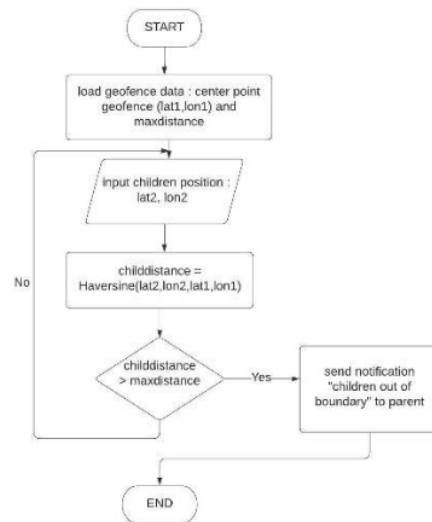 START
load geofence data : center point
geofence (lat1,lon1) and
maxdistance
input children position :
lat2, lon2
childdistance =
Haversine(lat2,lon2,lat1,lon1)
No
childdistance
> maxdistance
Yes
send notification
"children out of
boundary" to parent
END